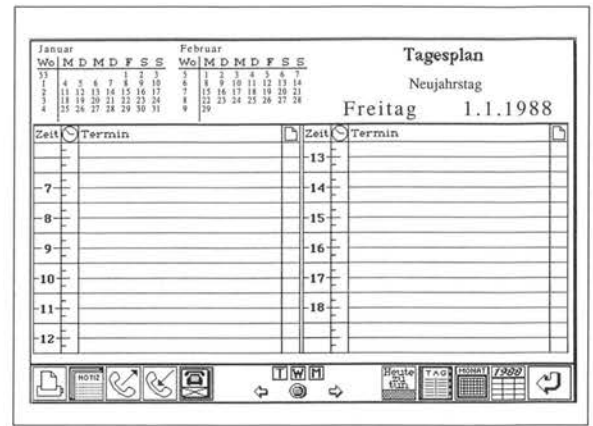 Januar
Wo M D M D F S S
53 1 2 3
1 4 5 6 7 8 9 10
2 11 12 13 14 15 16 17
3 18 19 20 21 22 23 24
4 25 26 27 28 29 30 31
Februar
Wo M D M D F S S
5 1 2 3 4 5 6 7
6 8 9 10 11 12 13 14
7 15 16 17 18 19 20 21
8 22 23 24 25 26 27 28
9 29
Tagesplan
Neujahrstag
Freitag 1.1.1988
Zeit Termin
7
8
9
10
11
12
Zeit Termin
13
14
15
16
17
18
NOTIZ
T W M
Heute zu tun
TAG
MONAT
1988